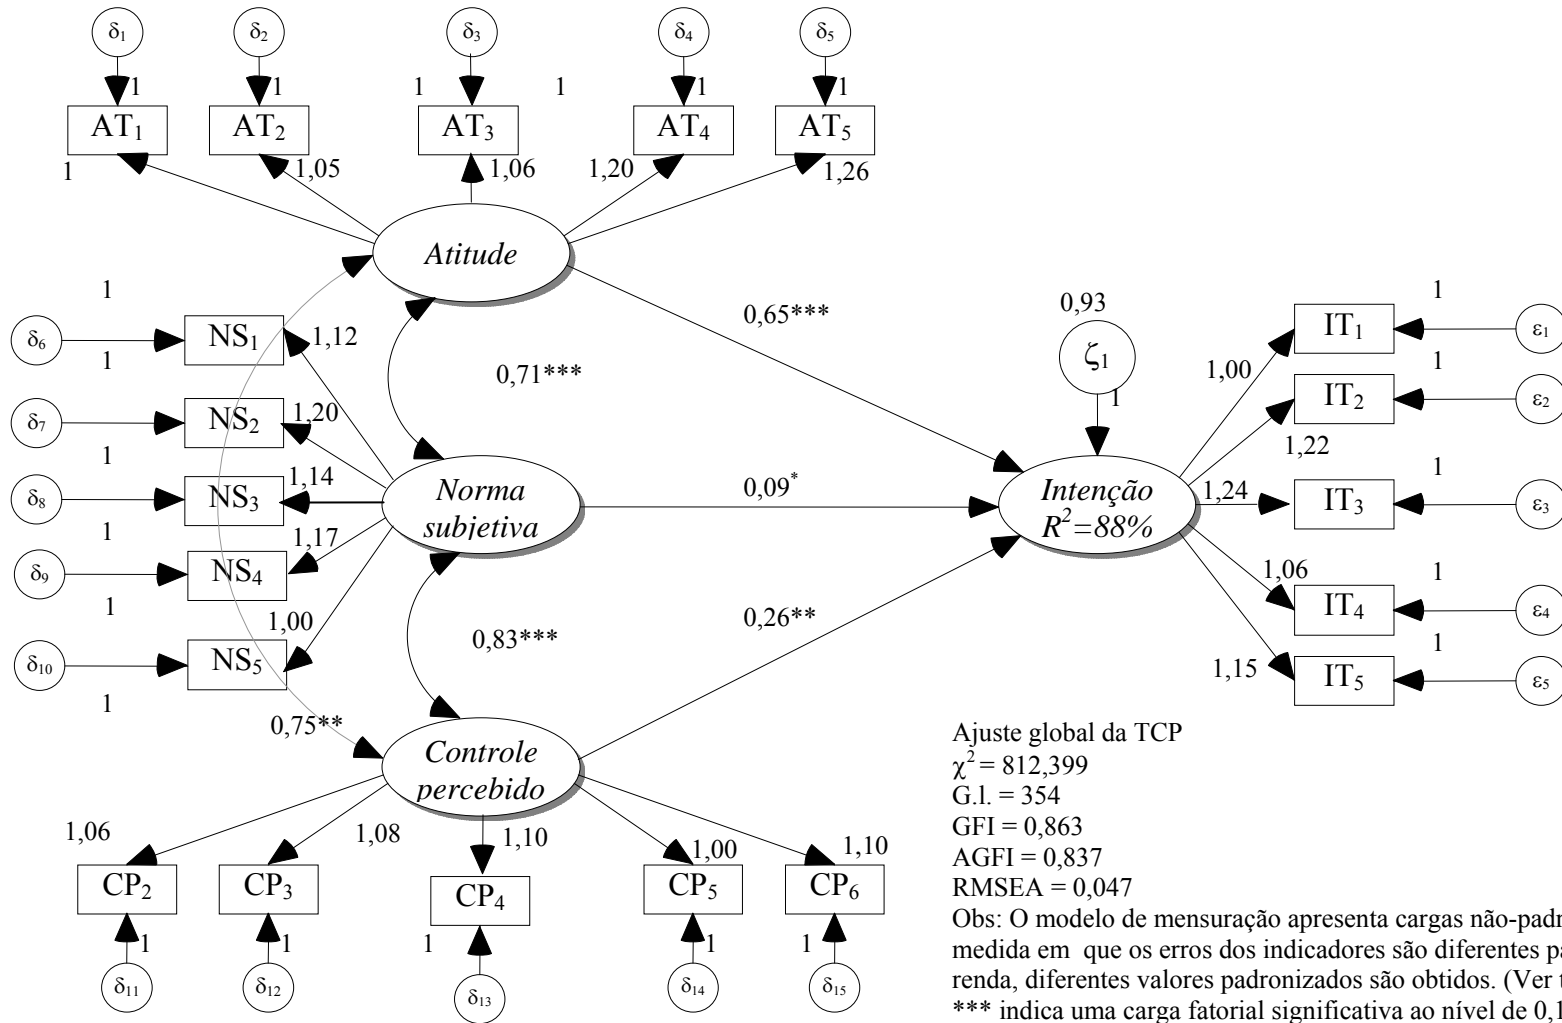 δ1 δ2 δ3 δ4 δ5
1 1 1 1 1 1
AT1 AT2 AT3 AT4 AT5
1 1,05 1,06 1,20 1,26
Atitude
1
δ6 NS1 1,12
1
δ7 NS2 1,20
1
δ8 NS3 1,14
1
δ9 NS4 1,17
1
δ10 NS5 1,00
1
0,71***
Norma
subjetiva
0,83***
0,75**
Controle
percebido
0,65***
0,09*
0,26**
0,93
ζ1
1
Intenção
R2=88%
1,00 IT1 1 ε1
1,22 IT2 1 ε2
1,24 IT3 1 ε3
1,06 IT4 1 ε4
1,15 IT5 1 ε5
1,06 1,08 1,10 1,00 1,10
CP2 CP3 CP4 CP5 CP6
1 1 1 1 1
δ11 δ12 δ13 δ14 δ15
Ajuste global da TCP
χ2 = 812,399
G.l. = 354
GFI = 0,863
AGFI = 0,837
RMSEA = 0,047
Obs: O modelo de mensuração apresenta cargas não-padr
medida em que os erros dos indicadores são diferentes pa
renda, diferentes valores padronizados são obtidos. (Ver t
*** indica uma carga fatorial significativa ao nível de 0,1